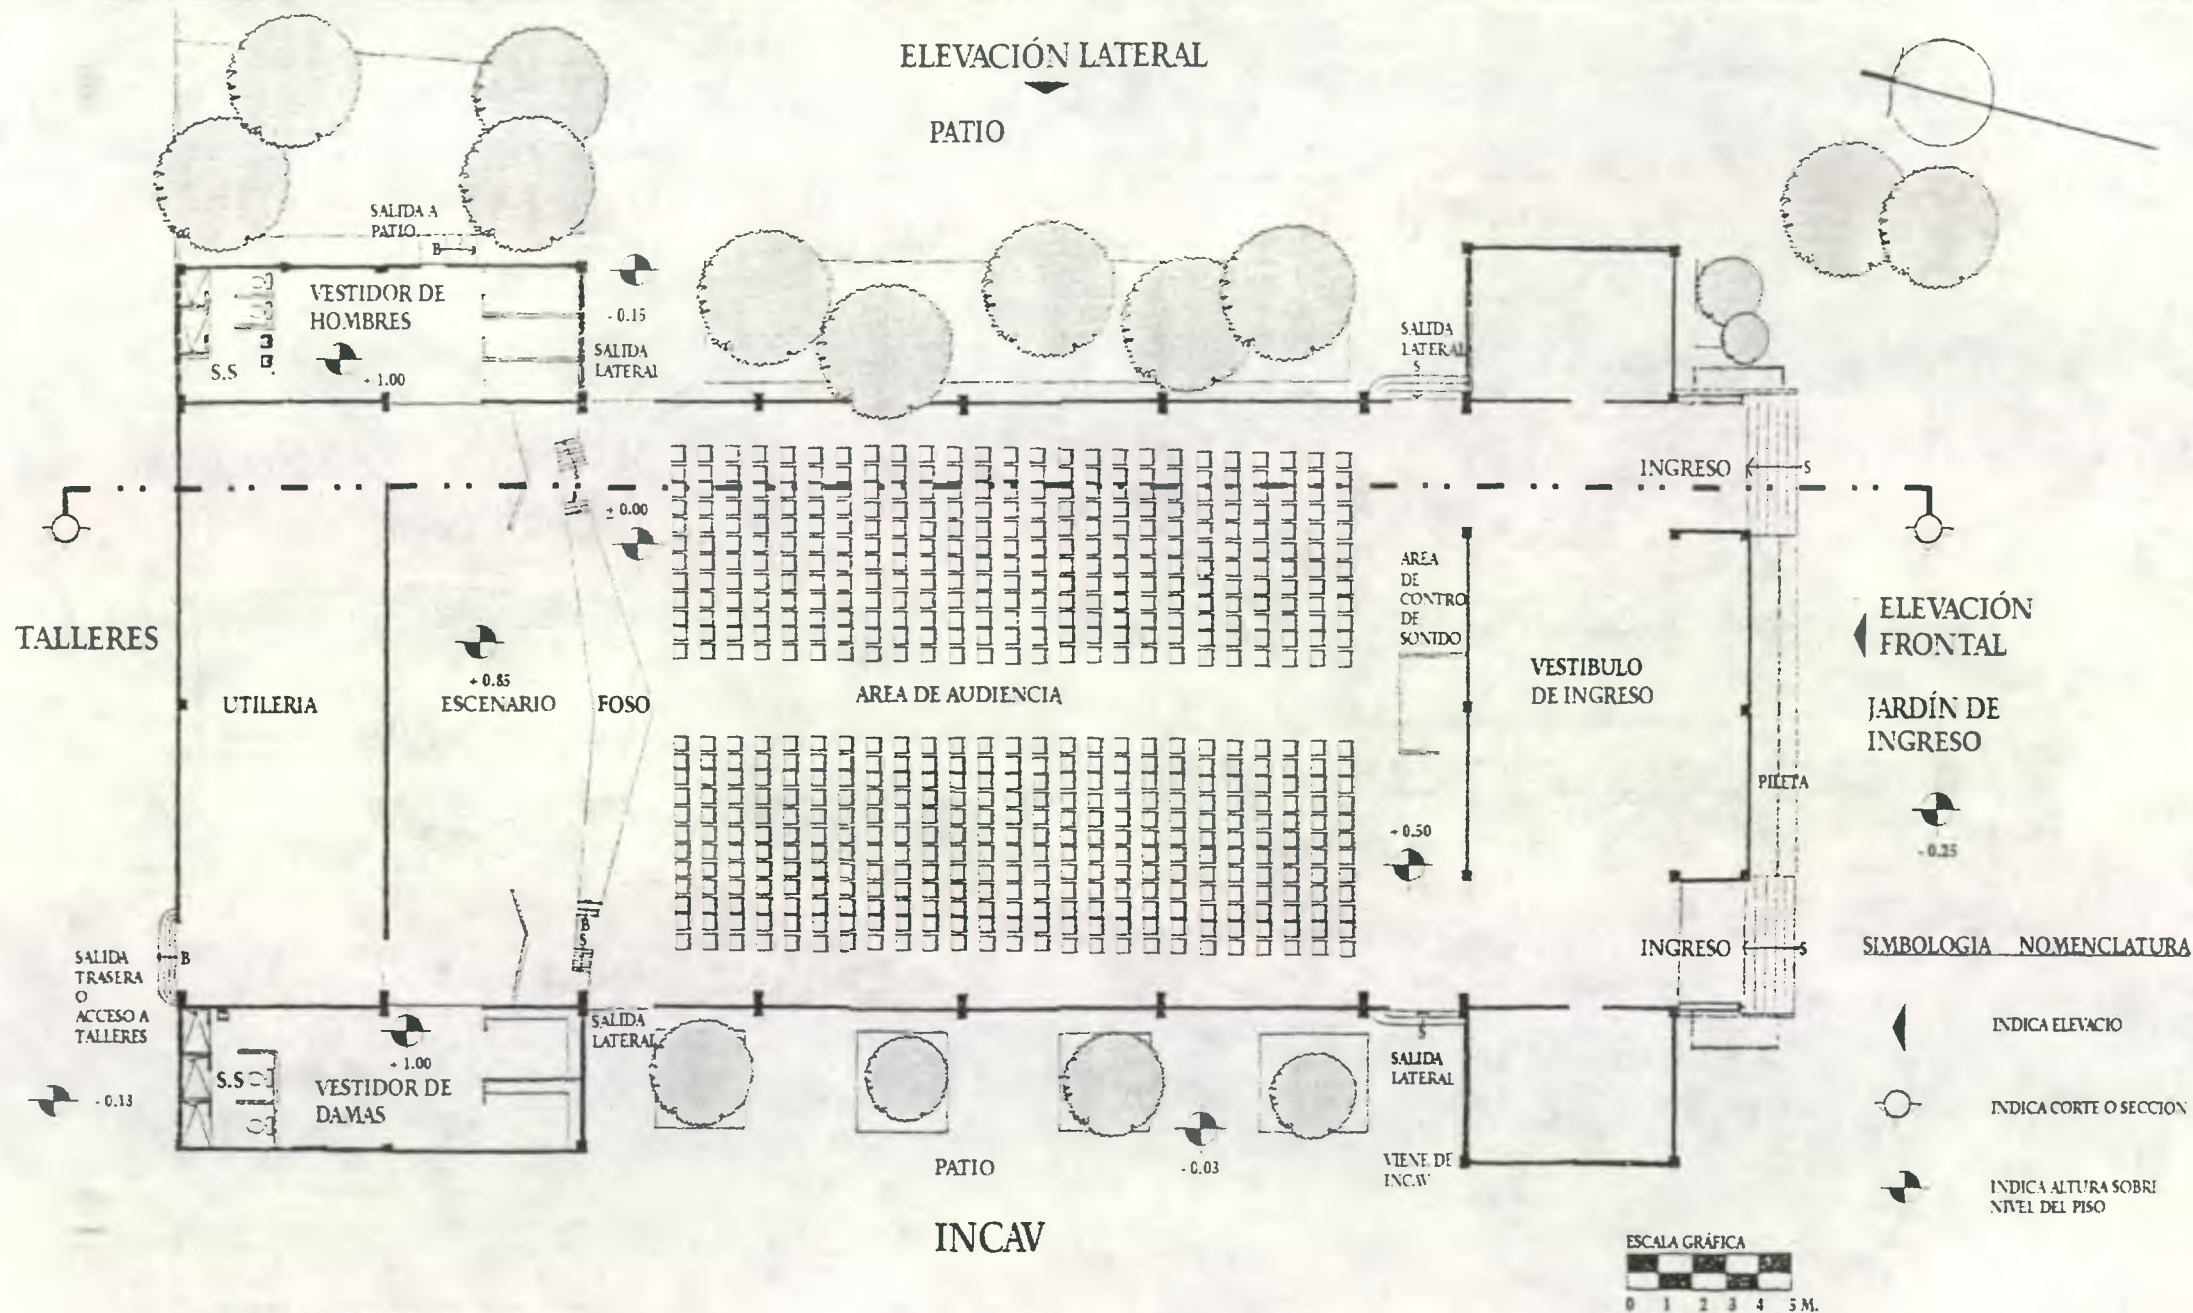 ELEVACIÓN LATERAL
PATIO
SALIDA A
PATIO
B
VESTIDOR DE
HOMBRES
S.S
+ 1.00
- 0.15
SALIDA
LATERAL
SALIDA
LATERAL
S
INGRESO
S
± 0.00
AREA
DE
CONTRO
DE
SONIDO
TALLERES
UTILERIA
+ 0.85
ESCENARIO
FOSO
AREA DE AUDIENCIA
VESTIBULO
DE INGRESO
ELEVACIÓN
FRONTAL
JARDÍN DE
INGRESO
PILETA
- 0.25
+ 0.50
B
S
INGRESO
S
SALIDA
TRASERA
O
ACCESO A
TALLERES
B
- 0.13
S.S
+ 1.00
VESTIDOR DE
DAMAS
SALIDA
LATERAL
S
SALIDA
LATERAL
PATIO
- 0.03
VIENE DE
INCAV
INCAV
SIMBOLOGIA NOMENCLATURA
INDICA ELEVACIO
INDICA CORTE O SECCION
INDICA ALTURA SOBRE
NIVEL DEL PISO
ESCALA GRÁFICA
0 1 2 3 4 5 M.